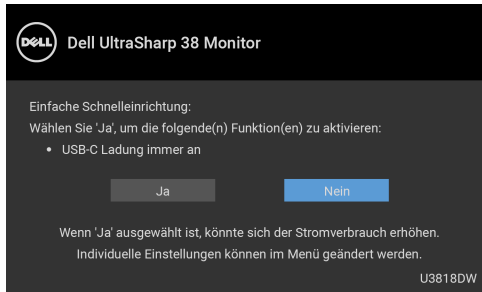 DELL Dell UltraSharp 38 Monitor
Einfache Schnelleinrichtung:
Wählen Sie 'Ja', um die folgende(n) Funktion(en) zu aktivieren:
• USB-C Ladung immer an
Ja Nein
Wenn 'Ja' ausgewählt ist, könnte sich der Stromverbrauch erhöhen.
Individuelle Einstellungen können im Menü geändert werden.
U3818DW